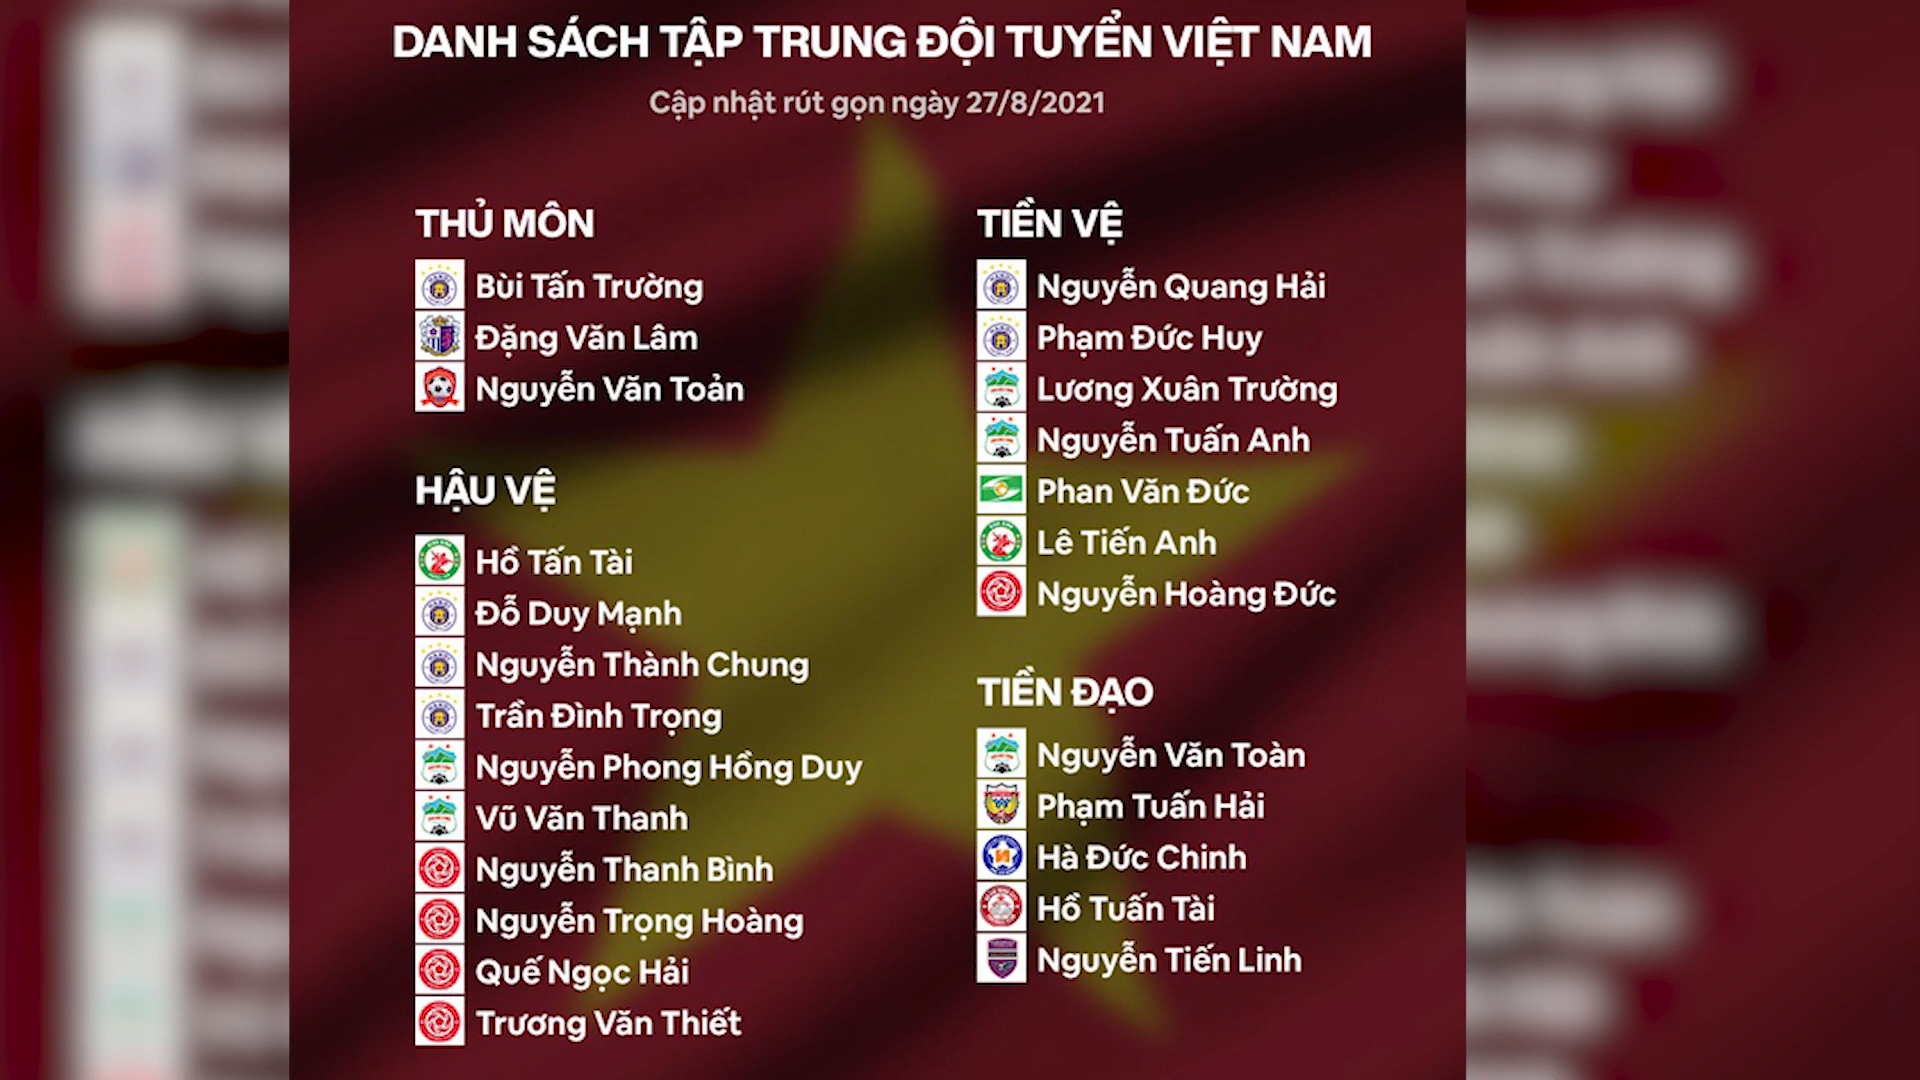 DANH SÁCH TẬP TRUNG ĐỘI TUYỂN VIỆT NAM
Cập nhật rút gọn ngày 27/8/2021
THỦ MÔN
Bùi Tấn Trường
Đặng Văn Lâm
Nguyễn Văn Toản
HẬU VỆ
Hồ Tấn Tài
Đỗ Duy Mạnh
Nguyễn Thành Chung
Trần Đình Trọng
Nguyễn Phong Hồng Duy
Vũ Văn Thanh
Nguyễn Thanh Bình
Nguyễn Trọng Hoàng
Quế Ngọc Hải
Trương Văn Thiết
TIỀN VỆ
Nguyễn Quang Hải
Phạm Đức Huy
Lương Xuân Trường
Nguyễn Tuấn Anh
Phan Văn Đức
Lê Tiến Anh
Nguyễn Hoàng Đức
TIỀN ĐẠO
Nguyễn Văn Toàn
Phạm Tuấn Hải
Hà Đức Chinh
Hồ Tuấn Tài
Nguyễn Tiến Linh